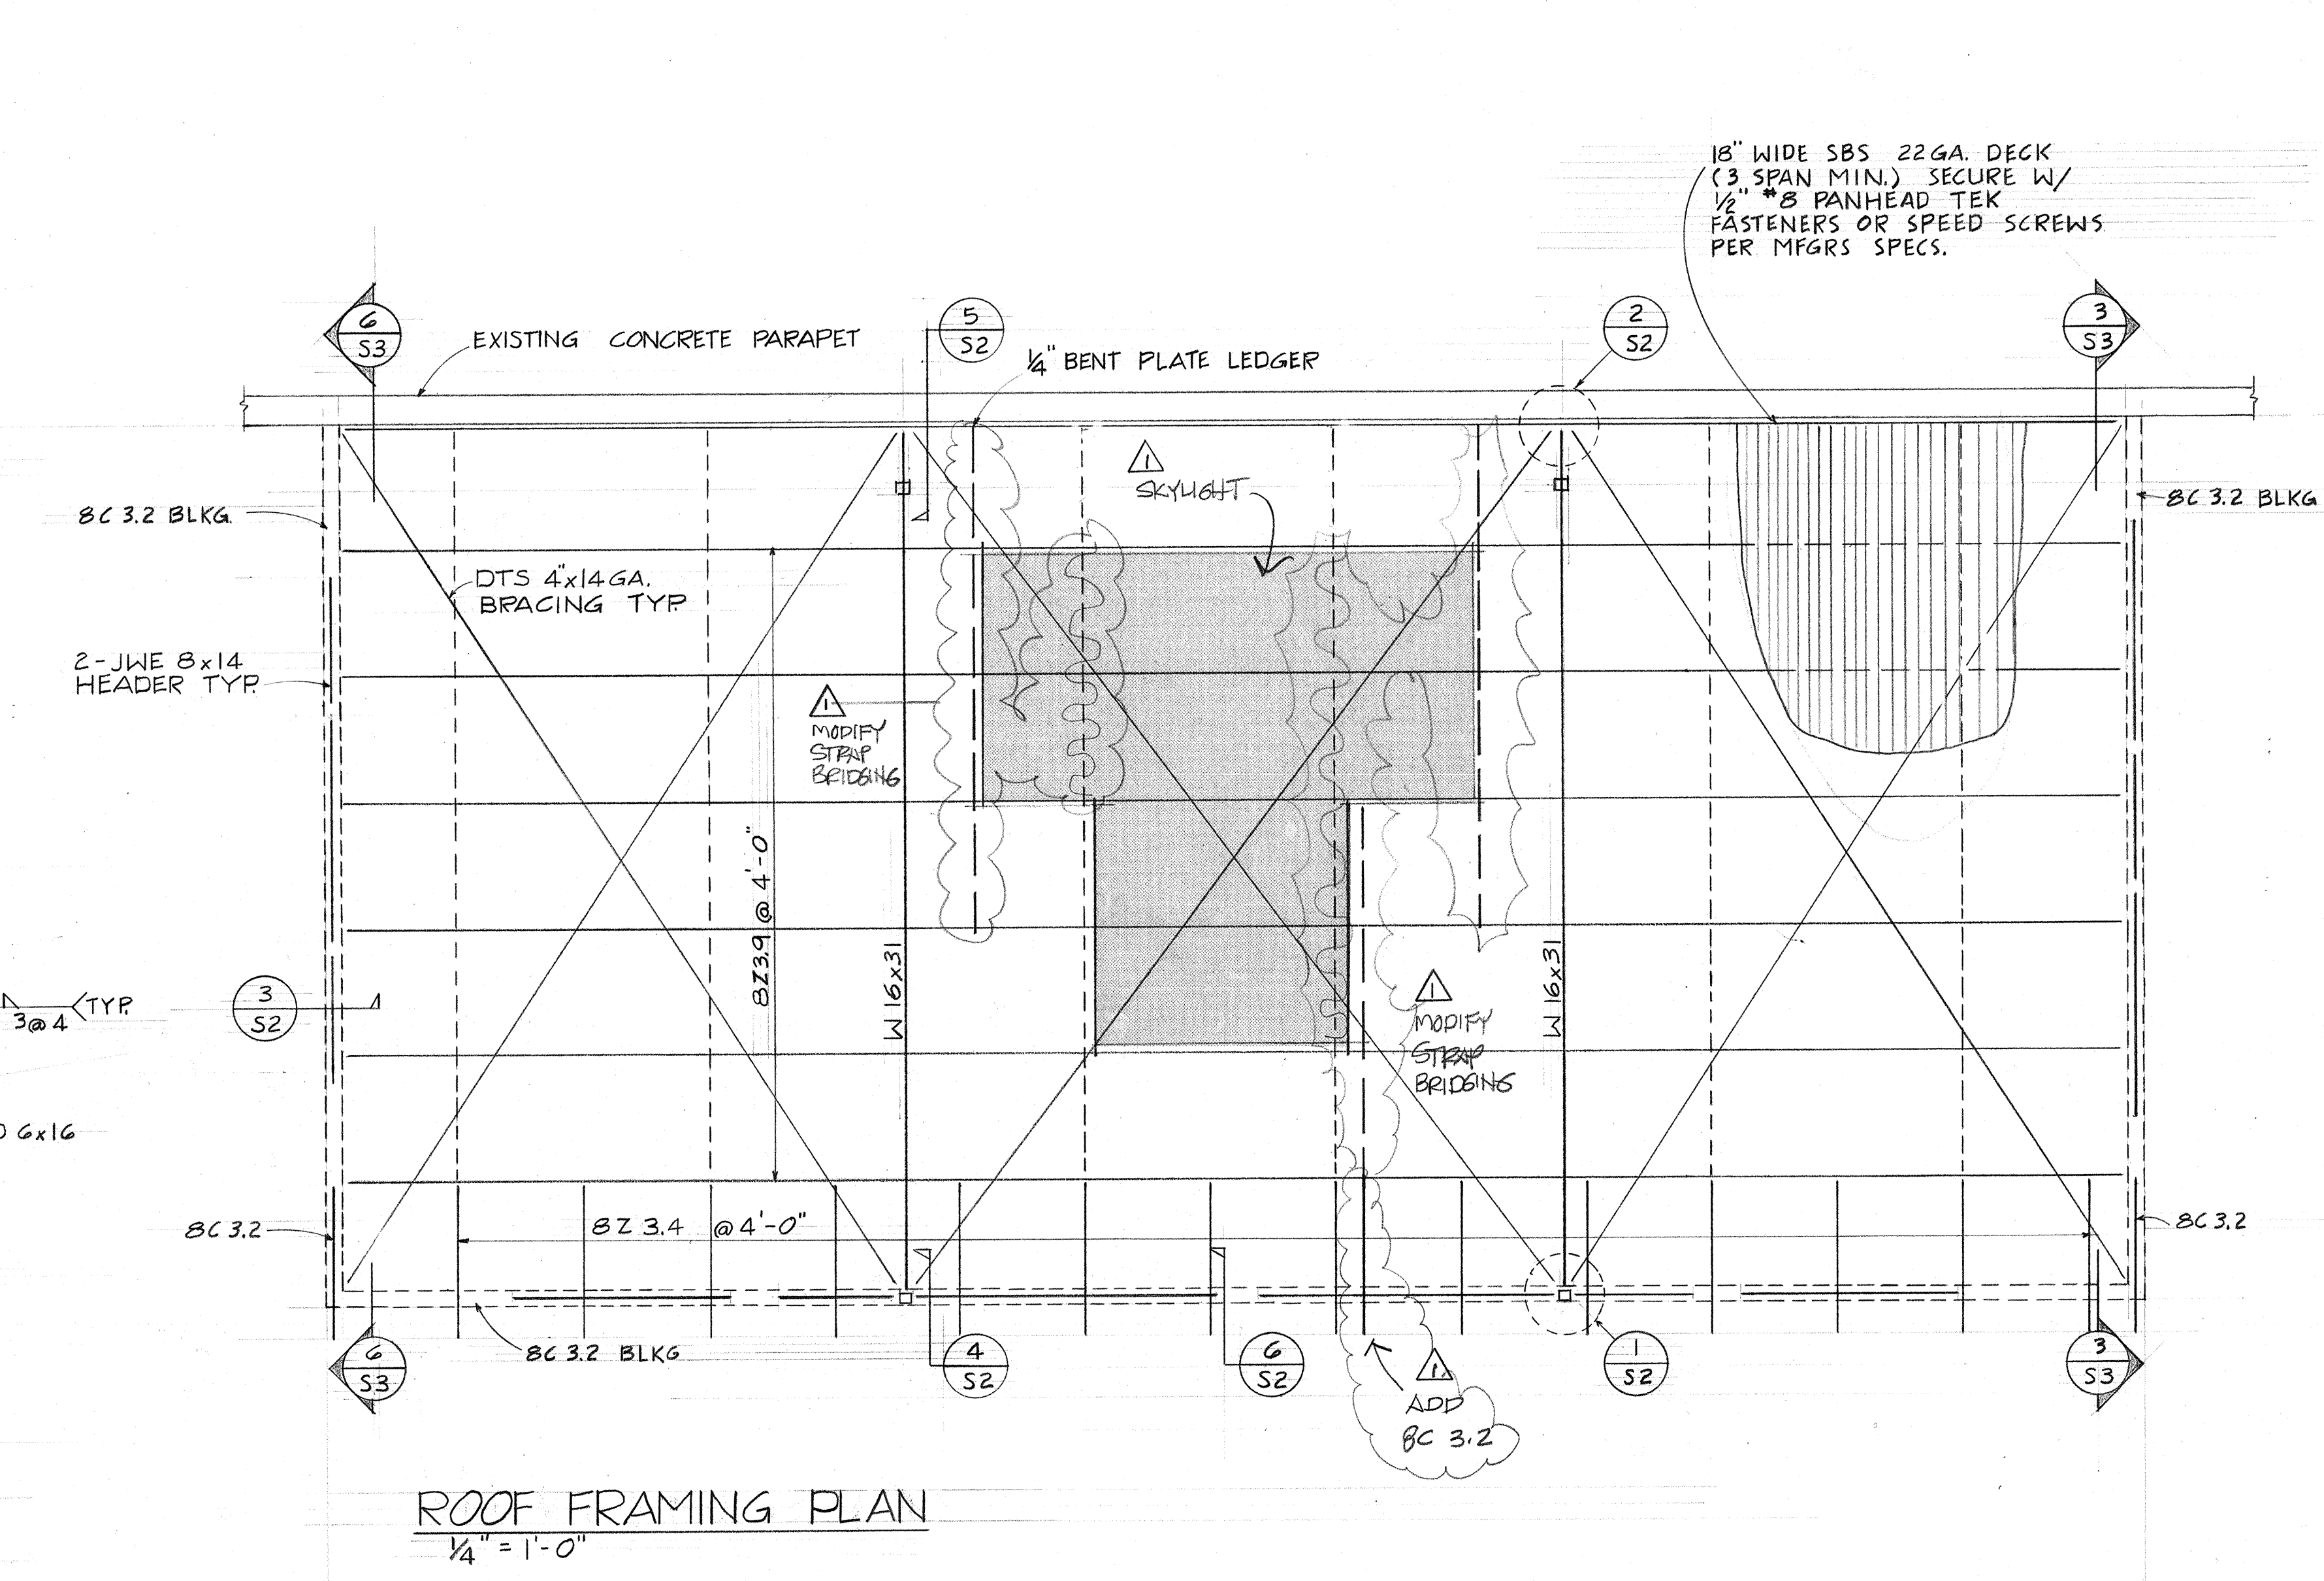 18" WIDE SBS 22GA. DECK
(3 SPAN MIN.) SECURE W/
1/2" #8 PANHEAD TEK
FASTENERS OR SPEED SCREWS
PER MFGRS SPECS.
6
S3
EXISTING CONCRETE PARAPET
5
S2
1/4" BENT PLATE LEDGER
2
S2
3
S3
1
SKYLIGHT
8C 3.2 BLKG.
8C 3.2 BLKG
DTS 4"x14GA.
BRACING TYP.
2-JWE 8x14
HEADER TYP.
1
MODIFY
STRAP
BRIDGING
8Z3.9 @ 4'-0"
W 16x31
W 16x31
3
S2
TYP.
3@4
1
MODIFY
STRAP
BRIDGING
6x16
8C 3.2
8Z 3.4 @4'-0"
8C 3.2
8C 3.2 BLKG
6
S3
4
S2
6
S2
1
S2
3
S3
1
ADD
8C 3.2
ROOF FRAMING PLAN
1/4" = 1'-0"